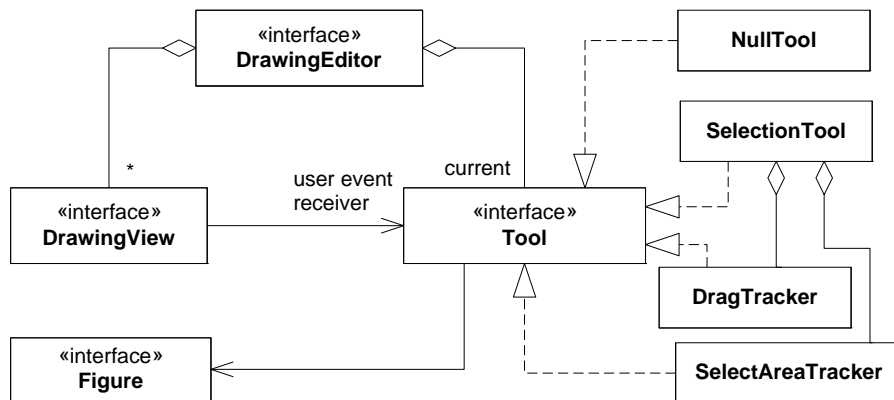 «interface»
DrawingEditor
NullTool
SelectionTool
*
user event
receiver
current
«interface»
DrawingView
«interface»
Tool
DragTracker
«interface»
Figure
SelectAreaTracker